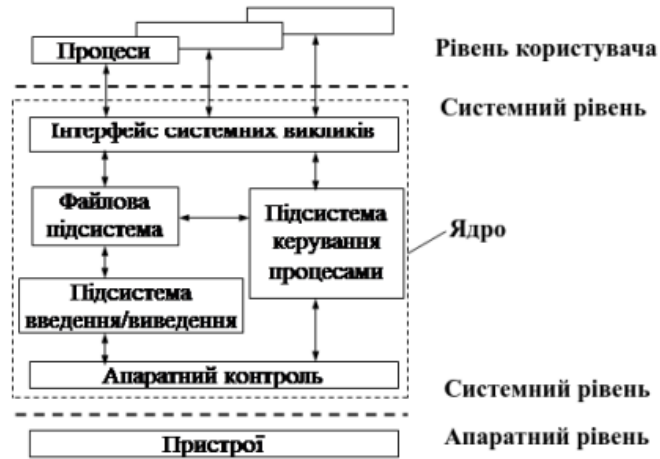 Процеси
Рівень користувача
Системний рівень
Інтерфейс системних викликів
Файлова
підсистема
Підсистема
керування
процесами
Ядро
Підсистема
введення/виведення
Апаратний контроль
Системний рівень
Апаратний рівень
Пристрої